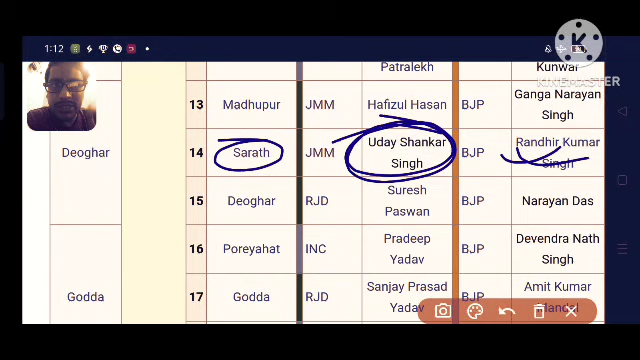 1:12
KINEMASTER
Patralekh
Kunwar
13 Madhupur JMM Hafizul Hasan BJP Ganga Narayan
Singh
Deoghar
14 Sarath JMM Uday Shankar
Singh BJP Randhir Kumar
Singh
15 Deoghar RJD Suresh
Paswan BJP Narayan Das
16 Poreyahat INC Pradeep
Yadav BJP Devendra Nath
Singh
Godda
17 Godda RJD Sanjay Prasad
Yadav BJP Amit Kumar
Mandal